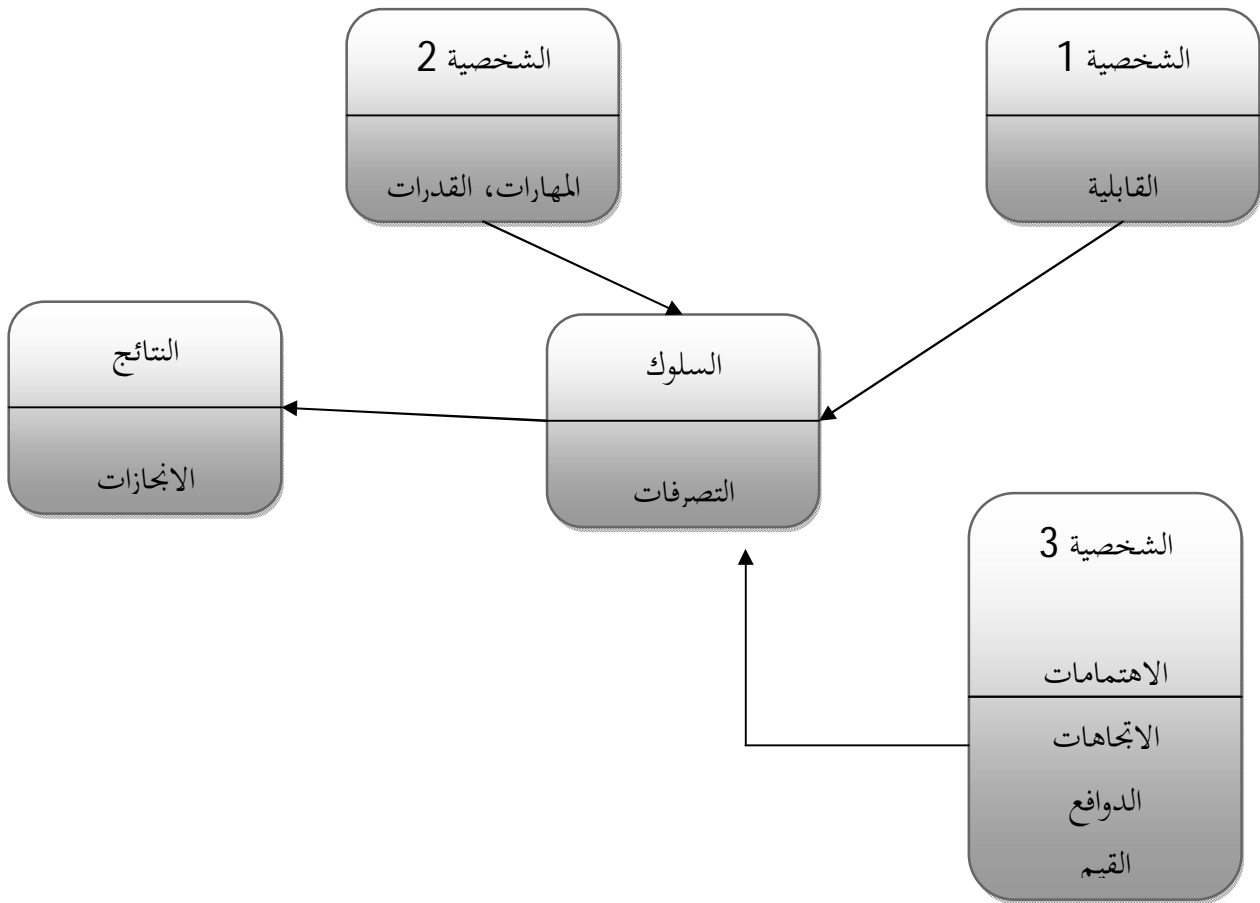 الشخصية 1
القابلية
الشخصية 2
المهارات، القدرات
السلوك
التصرفات
النتائج
الانجازات
الشخصية 3
الاهتمامات
الاتجاهات
الدوافع
القيم